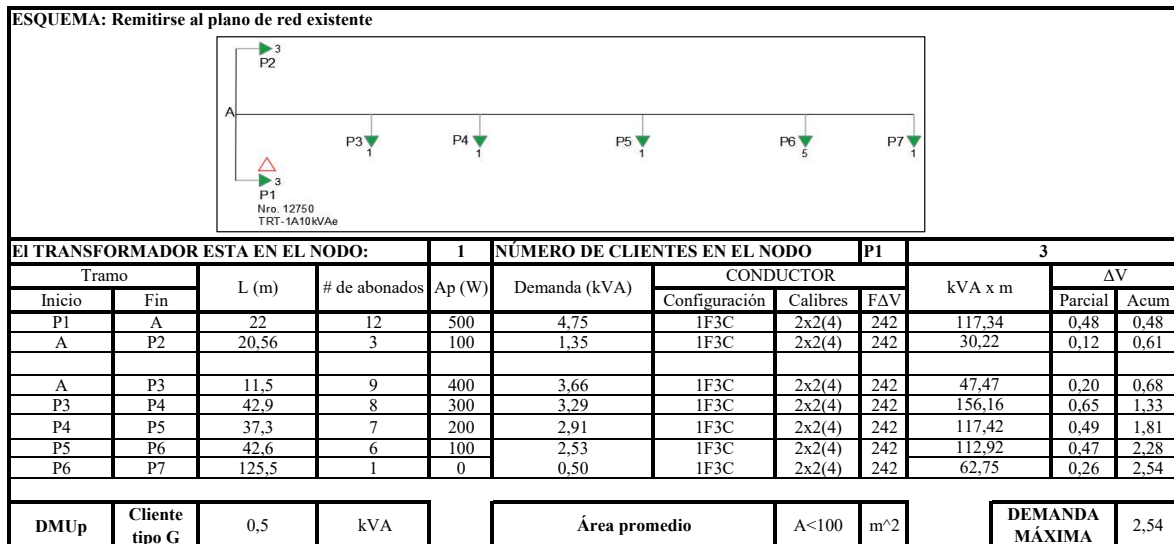 ESQUEMA: Remitirse al plano de red existente
3
P2
A
P3
1
P4
1
P5
1
P6
5
P7
1
3
P1
Nro. 12750
TRT-1A10kVAe
El TRANSFORMADOR ESTA EN EL NODO: 1 NÚMERO DE CLIENTES EN EL NODO P1 3
Tramo L (m) # de abonados Ap (W) Demanda (kVA) CONDUCTOR kVA x m ΔV
Inicio Fin Configuración Calibres FΔV Parcial Acum
P1 A 22 12 500 4,75 1F3C 2x2(4) 242 117,34 0,48 0,48
A P2 20,56 3 100 1,35 1F3C 2x2(4) 242 30,22 0,12 0,61
A P3 11,5 9 400 3,66 1F3C 2x2(4) 242 47,47 0,20 0,68
P3 P4 42,9 8 300 3,29 1F3C 2x2(4) 242 156,16 0,65 1,33
P4 P5 37,3 7 200 2,91 1F3C 2x2(4) 242 117,42 0,49 1,81
P5 P6 42,6 6 100 2,53 1F3C 2x2(4) 242 112,92 0,47 2,28
P6 P7 125,5 1 0 0,50 1F3C 2x2(4) 242 62,75 0,26 2,54
DMUp Cliente tipo G 0,5 kVA Área promedio A<100 m^2 DEMANDA MÁXIMA 2,54